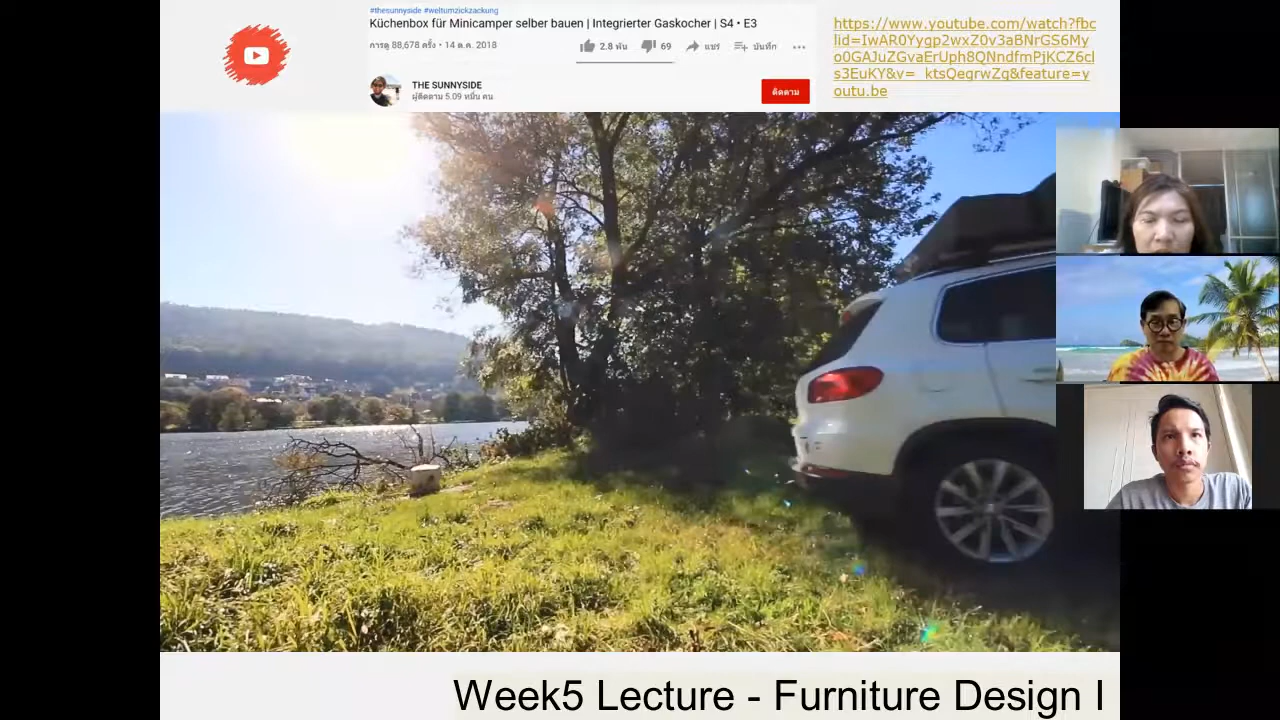 #thesunnyside #weltumzickzackung
Küchenbox für Minicamper selber bauen | Integrierter Gaskocher | S4 • E3
การดู 88,678 ครั้ง • 14 ต.ค. 2018
2.8 พัน 69 แชร์ บันทึก
THE SUNNYSIDE
ผู้ติดตาม 5.09 หมื่น คน
ติดตาม
https://www.youtube.com/watch?fbc
lid=IwAR0Yygp2wxZ0v3aBNrGS6My
o0GAJuZGvaErUph8QNndfmPjKCZ6cl
s3EuKY&v=_ktsQeqrwZq&feature=y
outu.be
Week5 Lecture - Furniture Design I